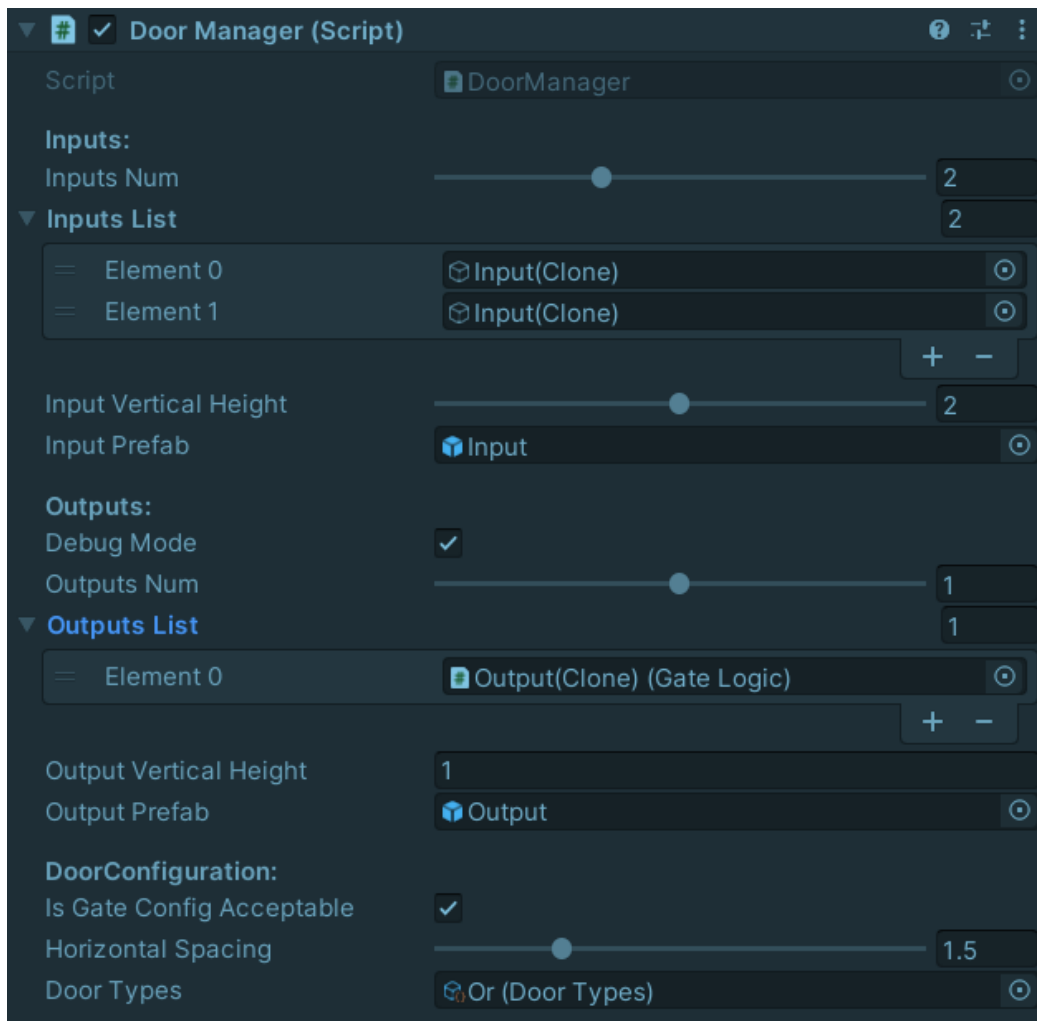 Door Manager (Script)
Script DoorManager
Inputs:
Inputs Num 2
Inputs List 2
Element 0 Input(Clone)
Element 1 Input(Clone)
+ −
Input Vertical Height 2
Input Prefab Input
Outputs:
Debug Mode
Outputs Num 1
Outputs List 1
Element 0 Output(Clone) (Gate Logic)
+ −
Output Vertical Height 1
Output Prefab Output
DoorConfiguration:
Is Gate Config Acceptable
Horizontal Spacing 1.5
Door Types Or (Door Types)